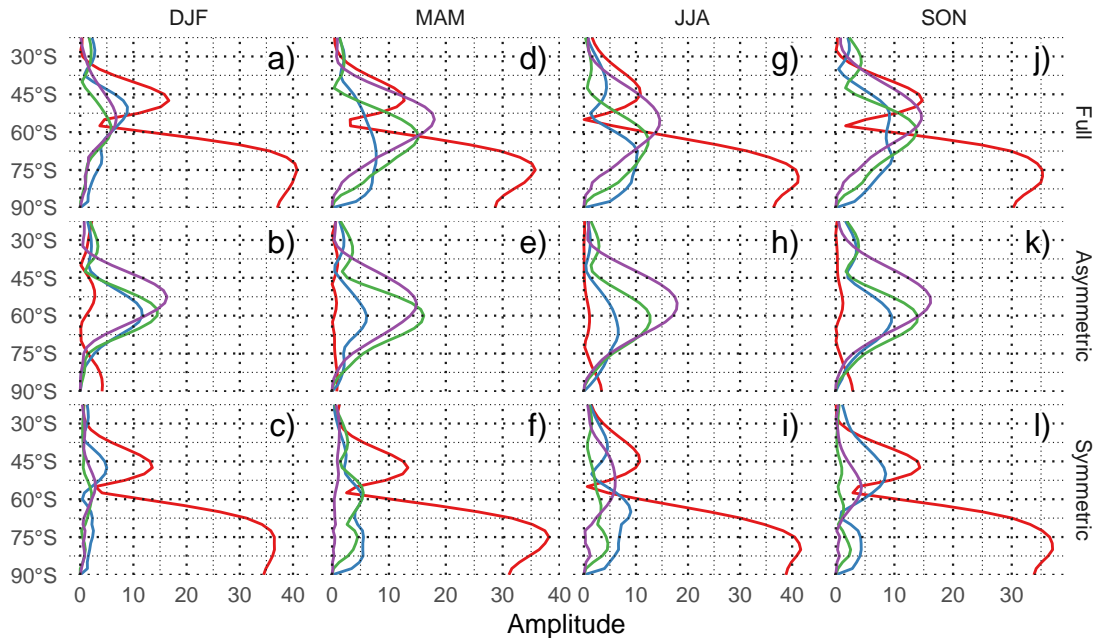 DJF MAM JJA SON
30°S a) d) g) j)
45°S
60°S
75°S
90°S
Full
30°S b) e) h) k)
45°S
60°S
75°S
90°S
Asymmetric
30°S c) f) i) l)
45°S
60°S
75°S
90°S
Symmetric
0 10 20 30 40 0 10 20 30 40 0 10 20 30 40 0 10 20 30
Amplitude